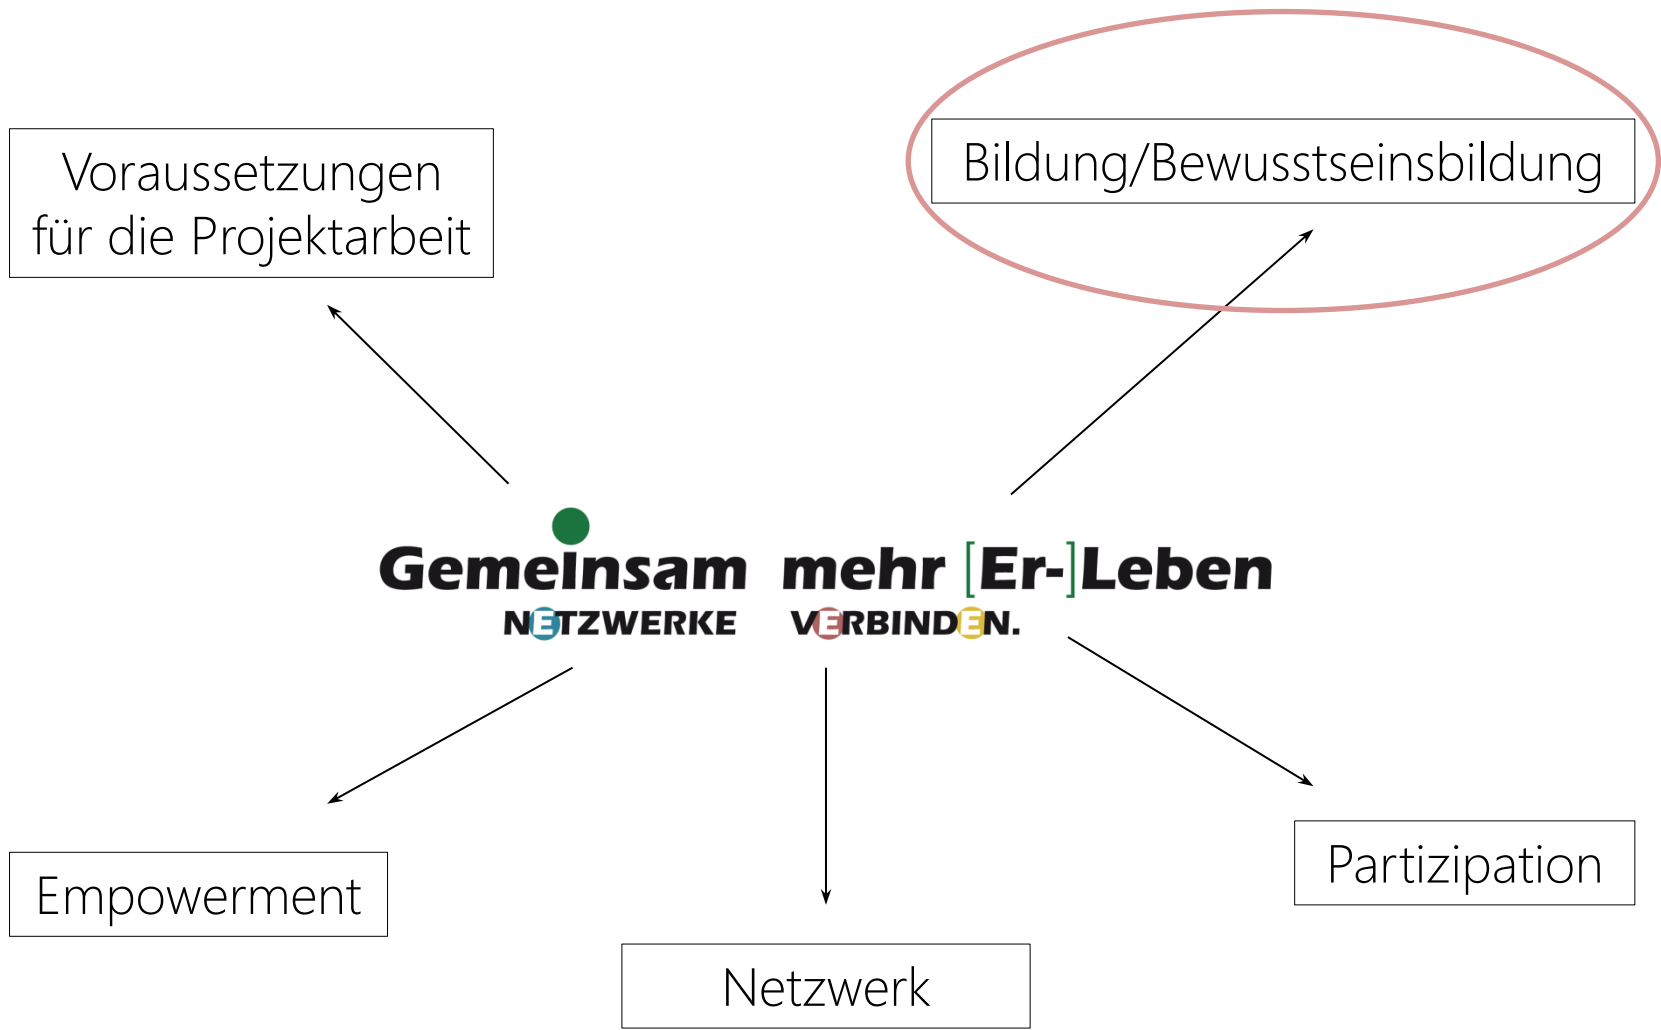 Voraussetzungen
für die Projektarbeit
Bildung/Bewusstseinsbildung
Gemeinsam mehr [Er-]Leben
NETZWERKE VERBINDEN.
Empowerment
Netzwerk
Partizipation